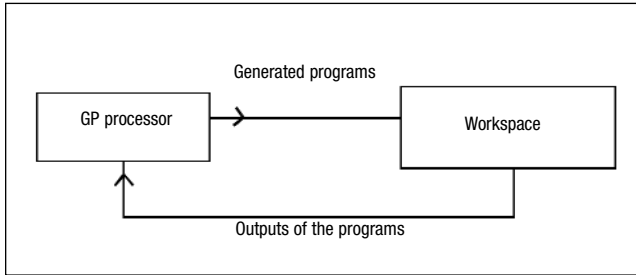 Generated programs
GP processor
Workspace
Outputs of the programs